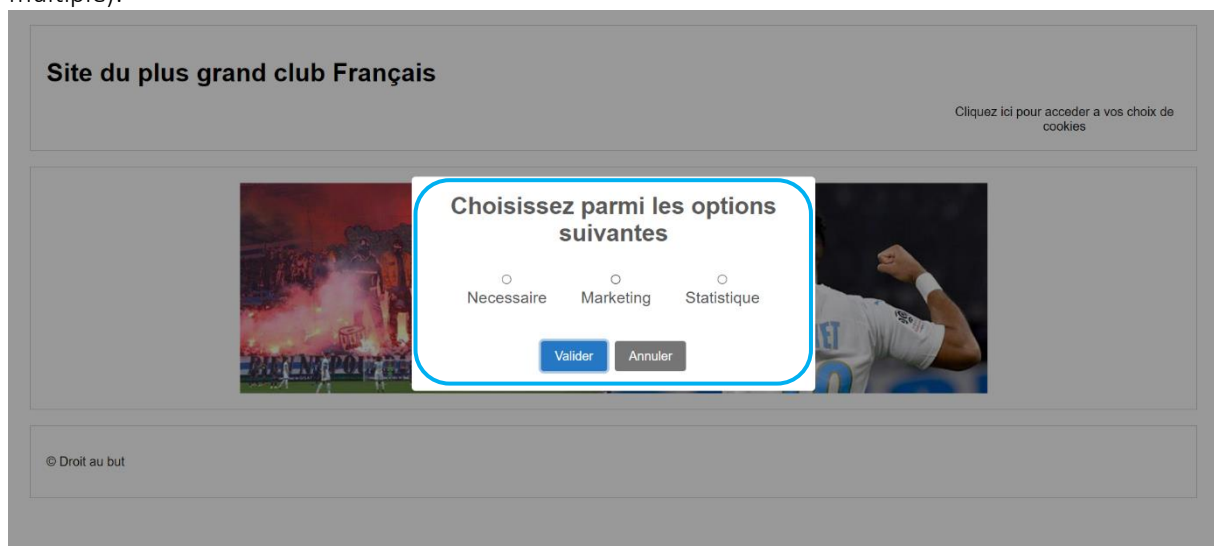 multiple).
Site du plus grand club Français
Cliquez ici pour acceder a vos choix de
cookies
Choisissez parmi les options
suivantes
Necessaire Marketing Statistique
Valider Annuler
© Droit au but